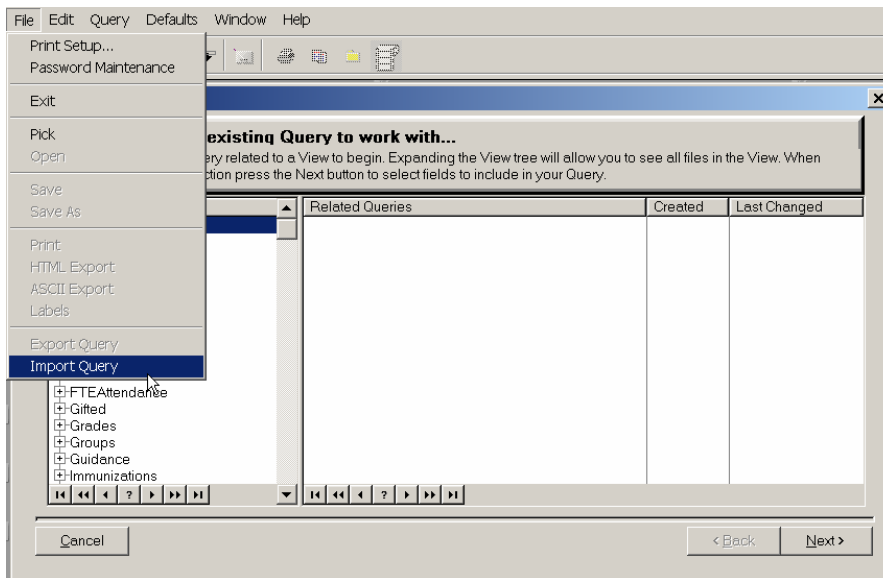 File Edit Query Defaults Window Help
Print Setup...
Password Maintenance
Exit
Pick
Open
Save
Save As
Print
HTML Export
ASCII Export
Labels
Export Query
Import Query
existing Query to work with...
ery related to a View to begin. Expanding the View tree will allow you to see all files in the View. When
ction press the Next button to select fields to include in your Query.
Related Queries Created Last Changed
FTEAttendance
Gifted
Grades
Groups
Guidance
Immunizations
Cancel < Back Next >